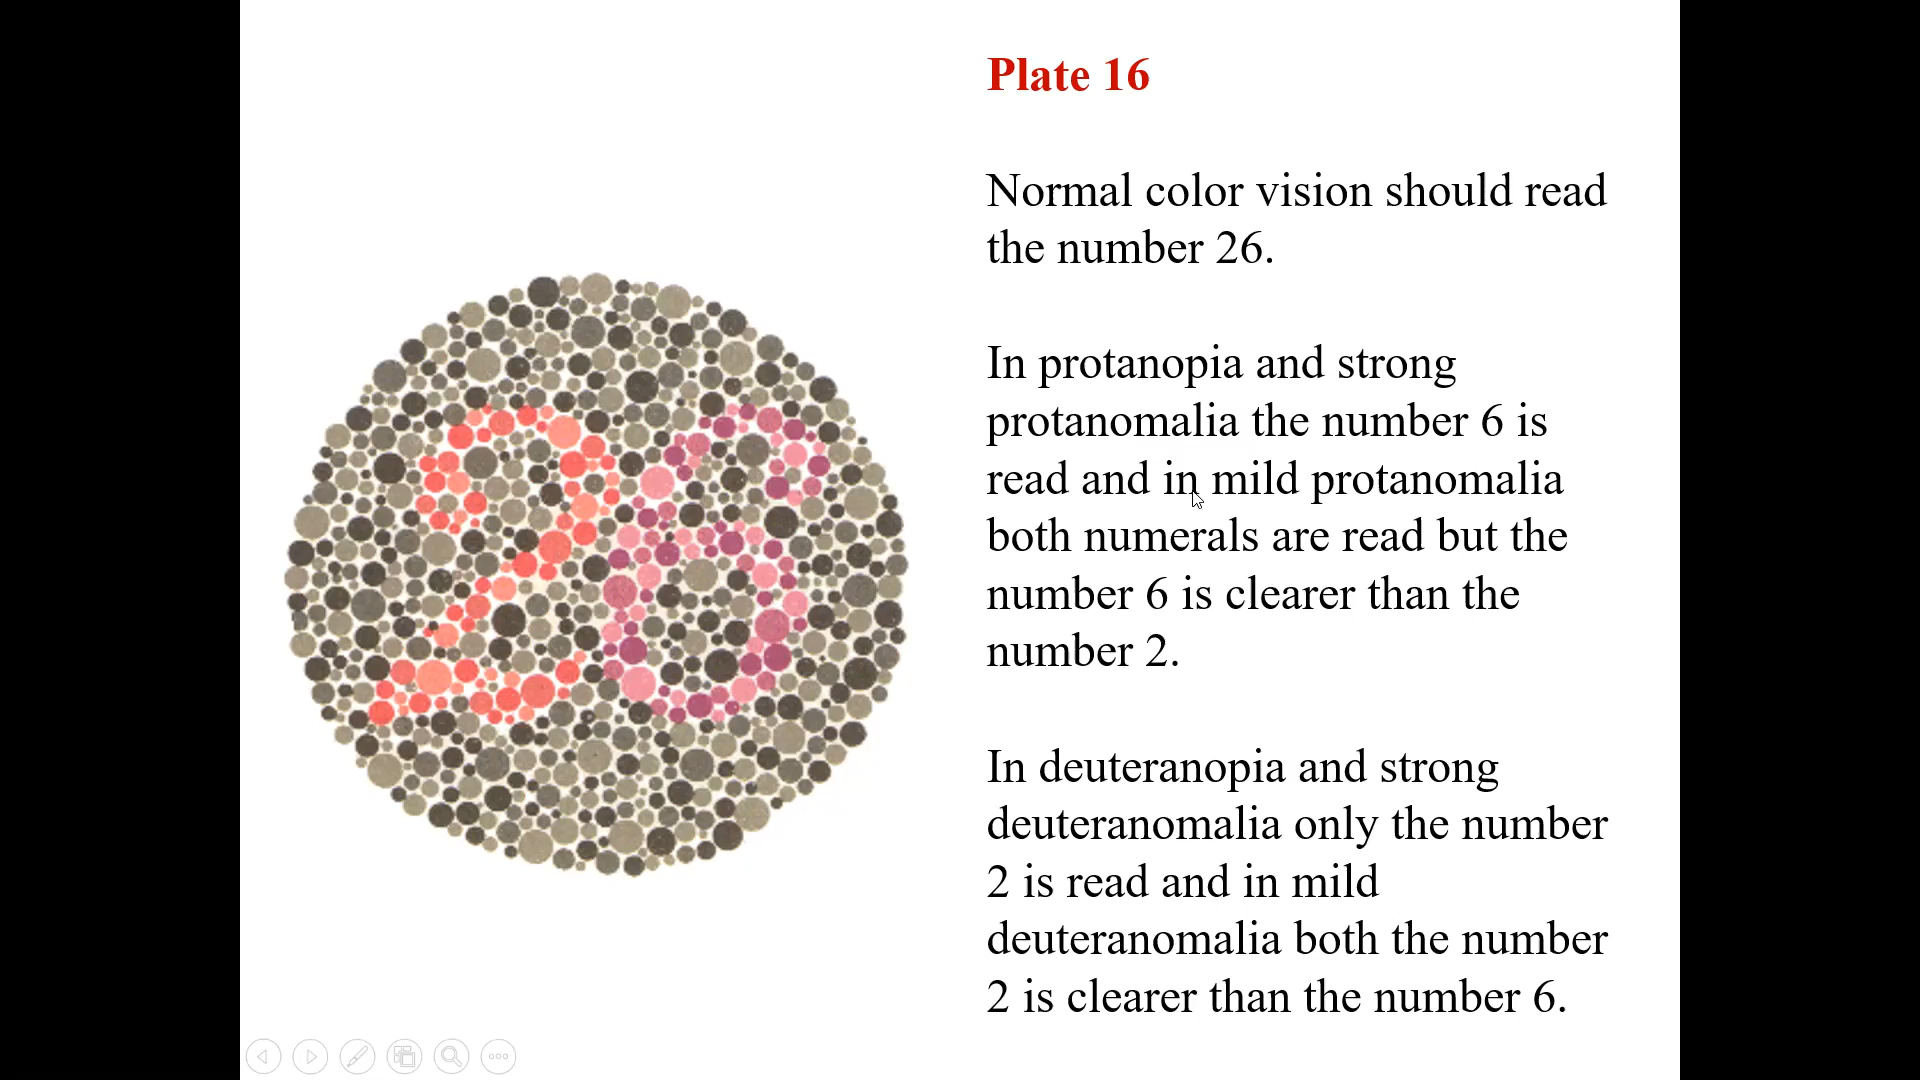 Plate 16
Normal color vision should read
the number 26.
In protanopia and strong
protanomalia the number 6 is
read and in mild protanomalia
both numerals are read but the
number 6 is clearer than the
number 2.
In deuteranopia and strong
deuteranomalia only the number
2 is read and in mild
deuteranomalia both the number
2 is clearer than the number 6.
26